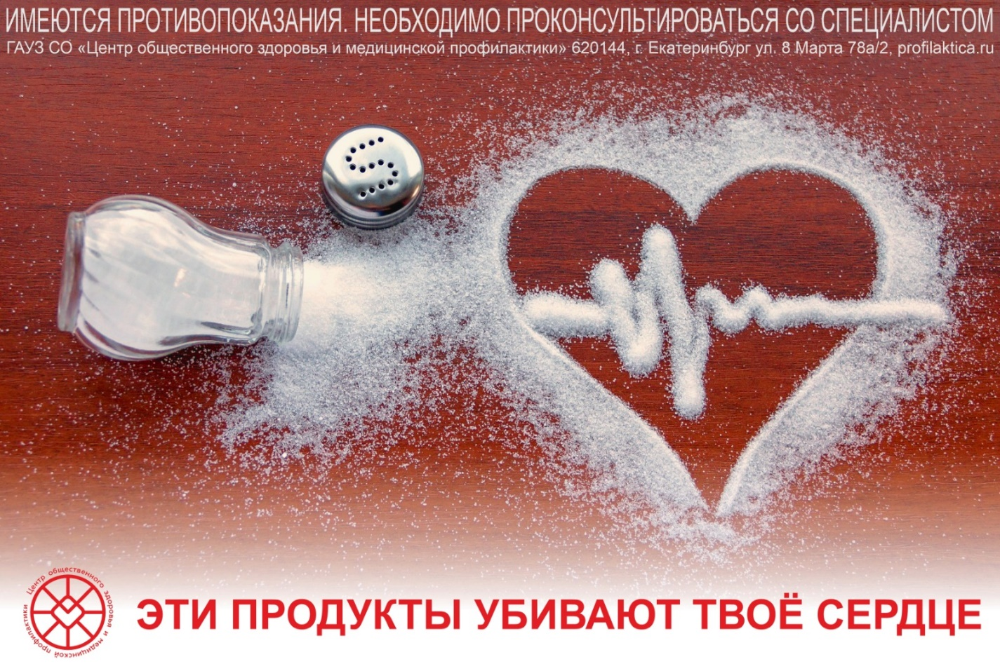 ИМЕЮТСЯ ПРОТИВОПОКАЗАНИЯ. НЕОБХОДИМО ПРОКОНСУЛЬТИРОВАТЬСЯ СО СПЕЦИАЛИСТОМ
ГАУЗ СО «Центр общественного здоровья и медицинской профилактики» 620144, г. Екатеринбург ул. 8 Марта 78а/2, profilaktica.ru
S
Центр общественного здоровья и медицинской профилактики
ЭТИ ПРОДУКТЫ УБИВАЮТ ТВОЁ СЕРДЦЕ